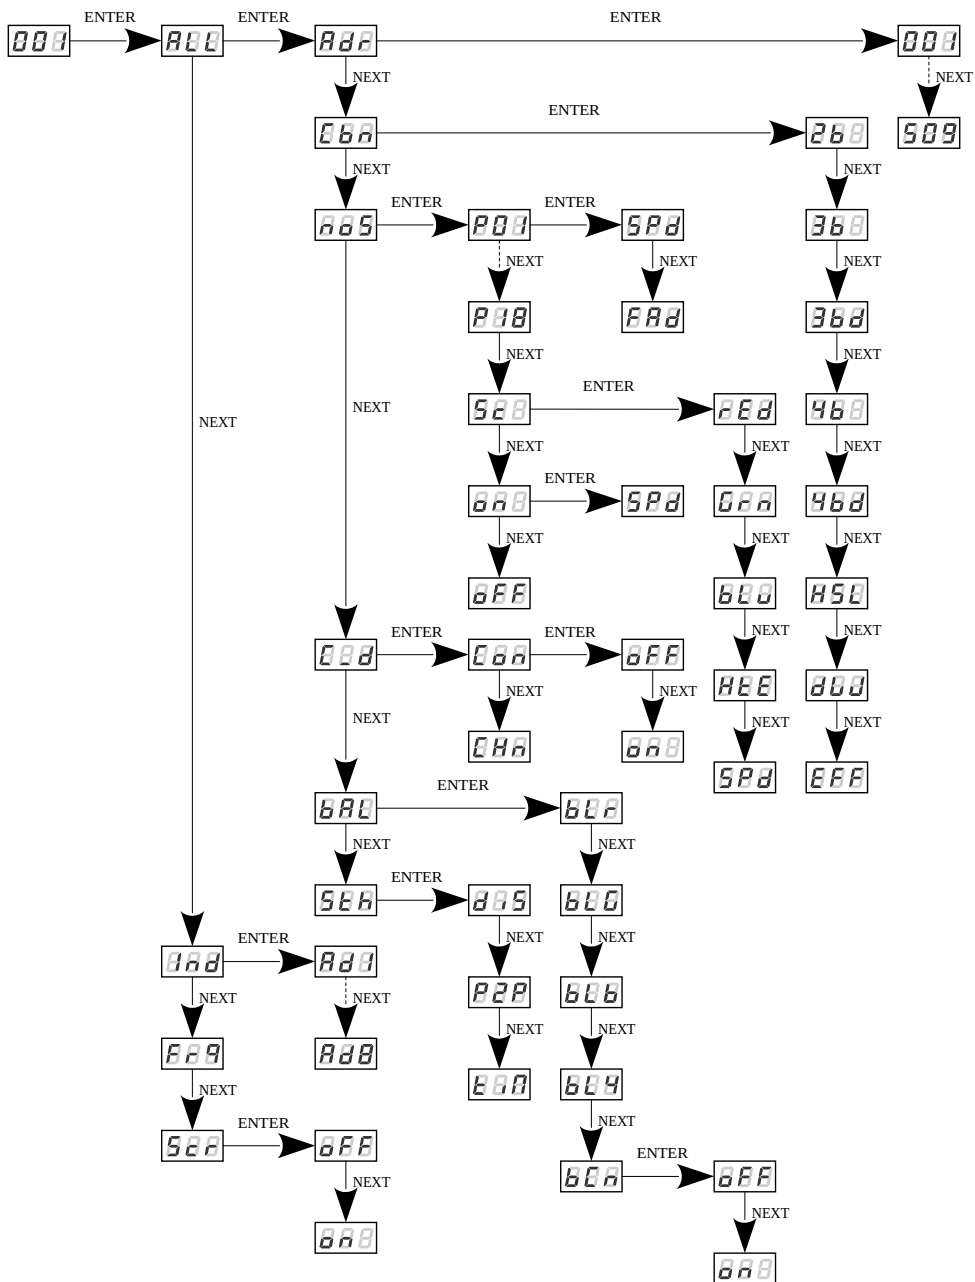 ENTER ENTER ENTER
001 ALL Adr 001
NEXT NEXT
ENTER
Cbn 2b 509
NEXT NEXT
ENTER ENTER
noS P01 SPd 3b
NEXT NEXT NEXT
P18 FAd 3bd
NEXT NEXT
ENTER
NEXT NEXT
Sc rEd 4b
NEXT NEXT NEXT
ENTER
on SPd Grn 4bd
NEXT NEXT NEXT
oFF bLu HSL
ENTER ENTER NEXT NEXT
C_d Con oFF HtE dUJ
NEXT NEXT NEXT NEXT
NEXT
CHn on SPd EFF
ENTER
bAL bLr
NEXT NEXT
ENTER
Sth diS bLG
ENTER NEXT NEXT
Ind Ad1 P2P bLb
NEXT NEXT NEXT NEXT
Frq Ad8 tiM bLY
NEXT NEXT
ENTER
Scr oFF
ENTER
NEXT bCn oFF
NEXT
on on